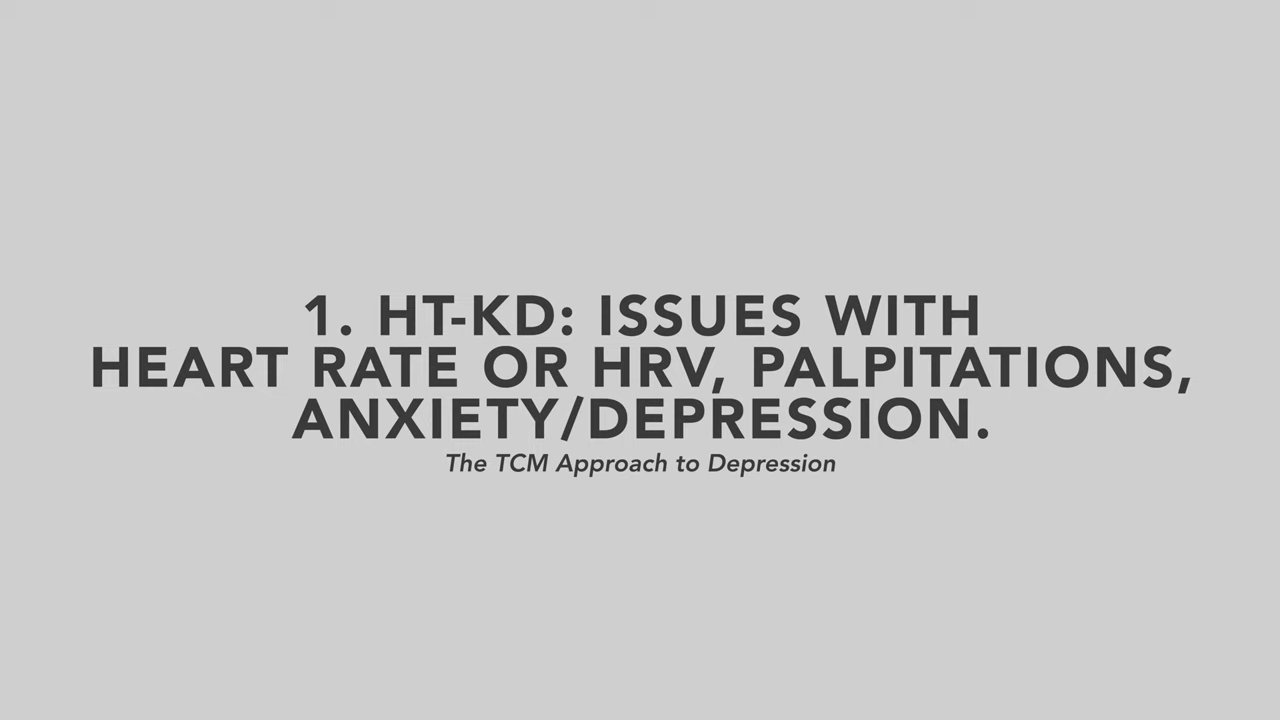 1. HT-KD: ISSUES WITH
HEART RATE OR HRV, PALPITATIONS,
ANXIETY/DEPRESSION.
The TCM Approach to Depression